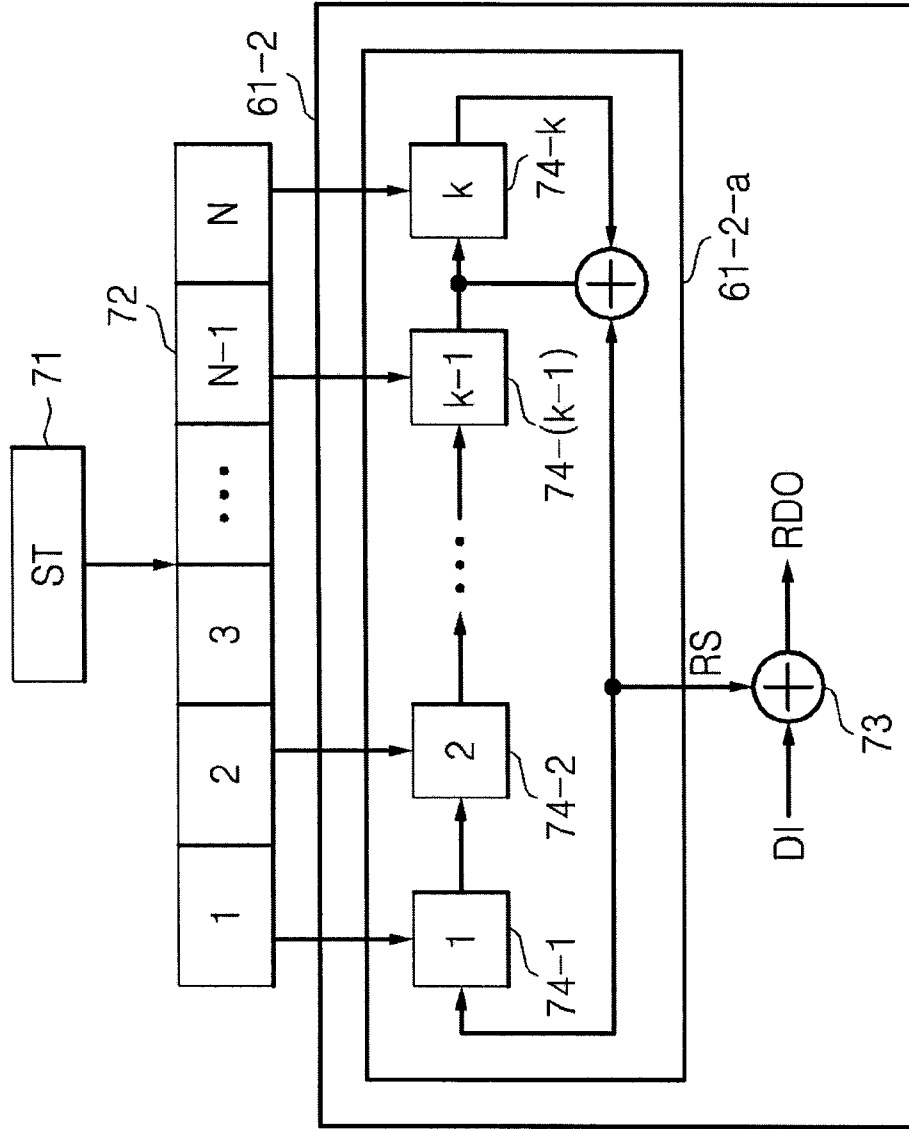 ST
71
72
1
2
3
...
N-1
N
61-2
1
2
...
k-1
k
74-1
74-2
74-(k-1)
74-k
61-2-a
RS
DI
RDO
73